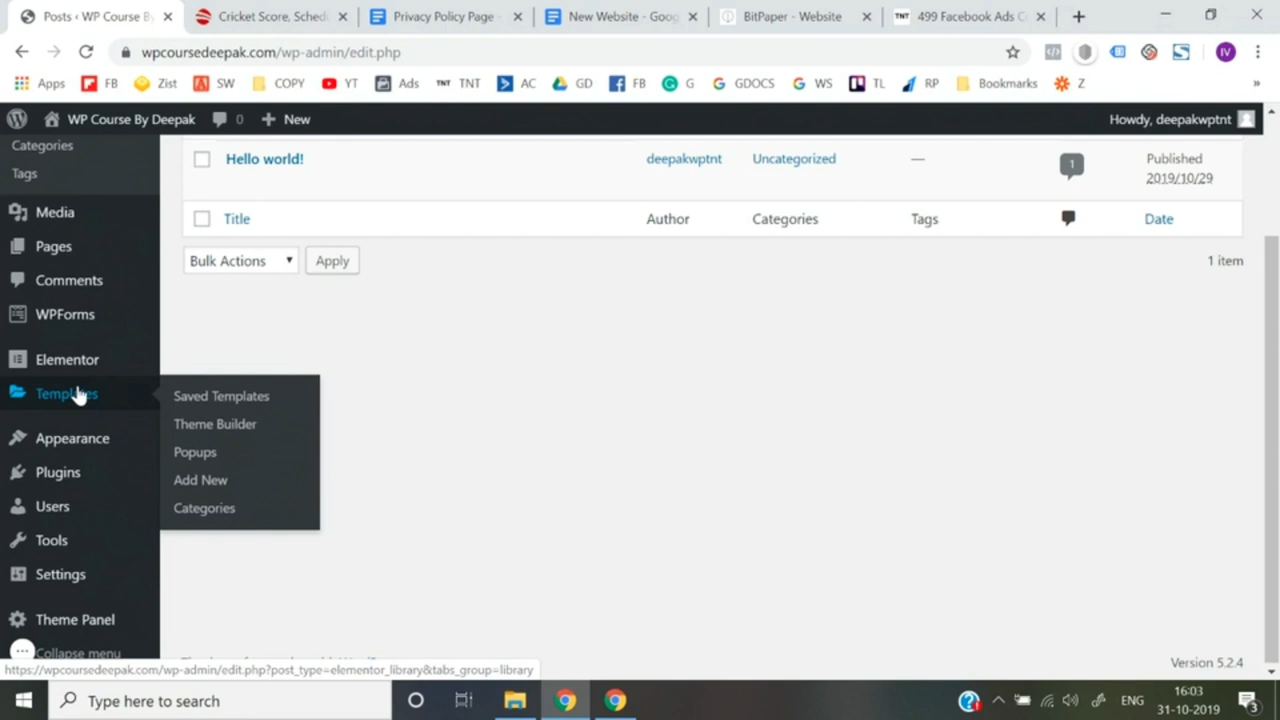 Posts ‹ WP Course By
Cricket Score, Sched
Privacy Policy Page -
New Website - Goog
BitPaper - Website
TNT 499 Facebook Ads C
wpcoursedeepak.com/wp-admin/edit.php
IV
Apps FB Zist SW COPY YT Ads TNT TNT AC GD FB G GDOCS WS TL RP Bookmarks Z »
WP Course By Deepak 0 New Howdy, deepakwptnt
Categories
Tags
Media
Pages
Comments
WPForms
Elementor
Templates
Appearance
Plugins
Users
Tools
Settings
Theme Panel
Collapse menu
Saved Templates
Theme Builder
Popups
Add New
Categories
Hello world! deepakwptnt Uncategorized — 1 Published
2019/10/29
Title Author Categories Tags Date
Bulk Actions Apply 1 item
Version 5.2.4
https://wpcoursedeepak.com/wp-admin/edit.php?post_type=elementor_library&tabs_group=library
Type here to search
ENG
16:03
31-10-2019
3